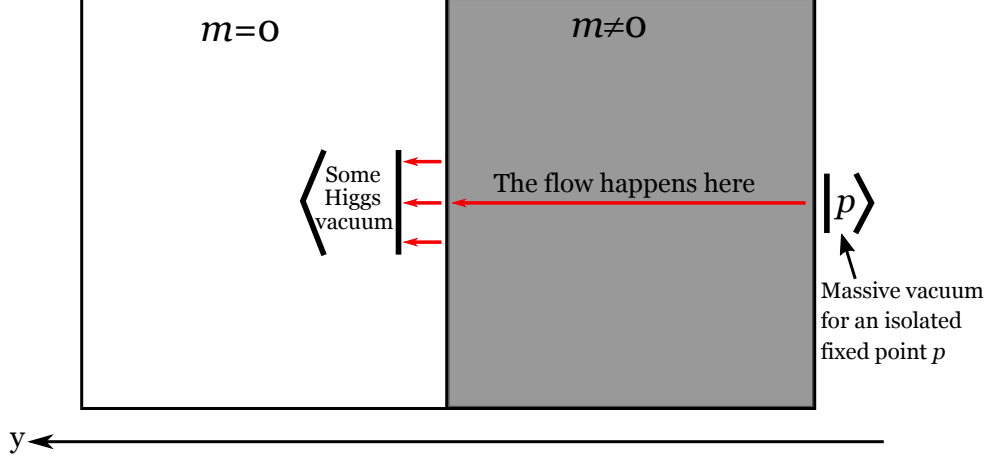 m=0
m≠0
Some
Higgs
vacuum
The flow happens here
p
Massive vacuum
for an isolated
fixed point p
y